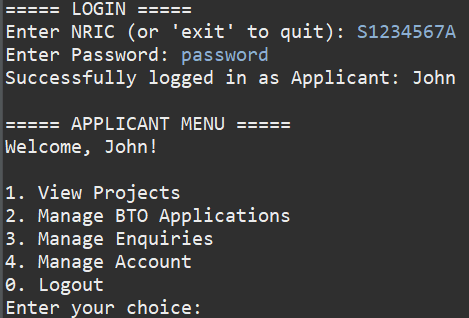 ===== LOGIN =====
Enter NRIC (or 'exit' to quit): S1234567A
Enter Password: password
Successfully logged in as Applicant: John
===== APPLICANT MENU =====
Welcome, John!
1. View Projects
2. Manage BTO Applications
3. Manage Enquiries
4. Manage Account
0. Logout
Enter your choice: